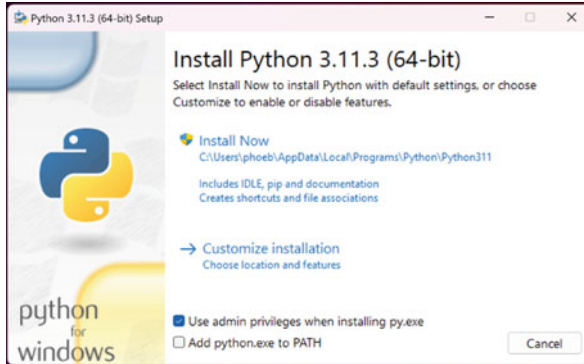 Python 3.11.3 (64-bit) Setup
Install Python 3.11.3 (64-bit)
Select Install Now to install Python with default settings, or choose
Customize to enable or disable features.
Install Now
C:\Users\phoeb\AppData\Local\Programs\Python\Python311
Includes IDLE, pip and documentation
Creates shortcuts and file associations
Customize installation
Choose location and features
python
for
windows
Use admin privileges when installing py.exe
Add python.exe to PATH
Cancel